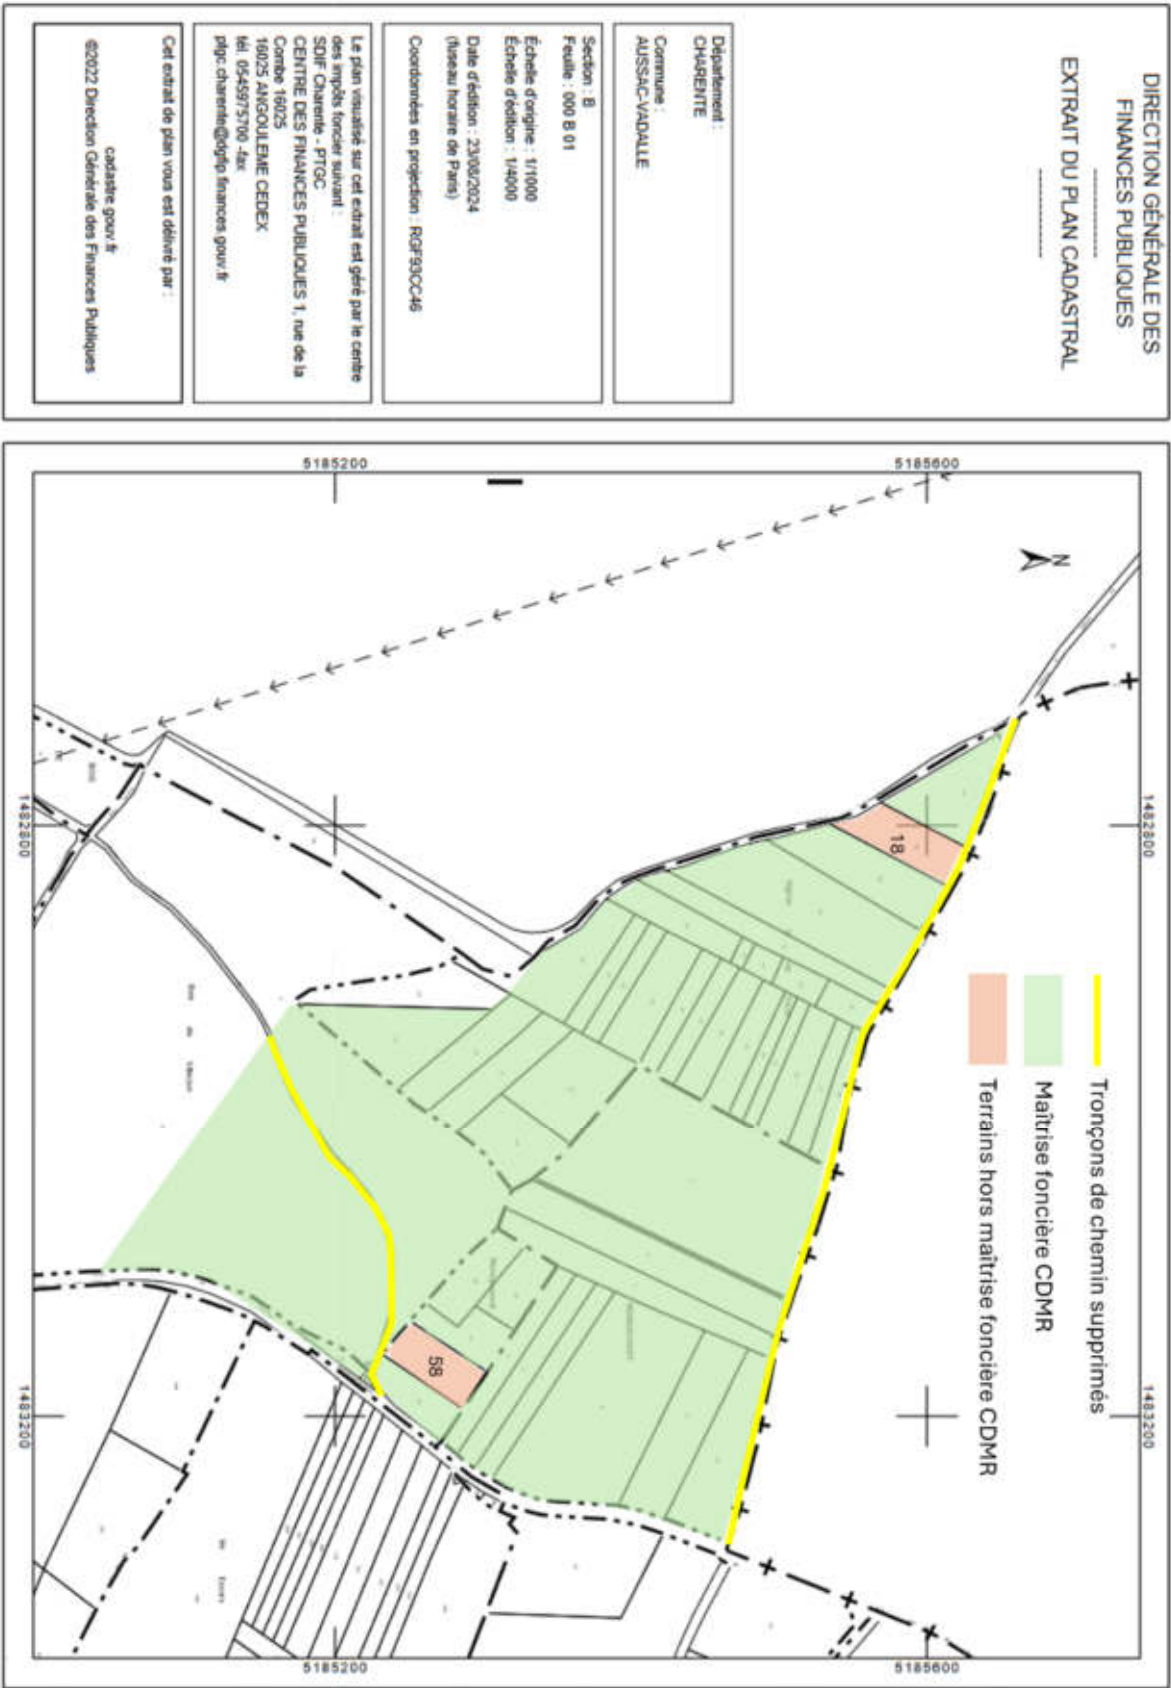 DIRECTION GÉNÉRALE DES
FINANCES PUBLIQUES
EXTRAIT DU PLAN CADASTRAL
Département :
CHARENTE
Commune :
AUSSAC-VADALLE
Section : B
Feuille : 000 B 01
Échelle d'origine : 1/1000
Échelle d'édition : 1/4000
Date d'édition : 23/08/2024
(fuseau horaire de Paris)
Coordonnées en projection : RGF93CC46
Le plan visualisé sur cet extrait est géré par le centre
des impôts foncier suivant :
SDIF Charente - PTGC
CENTRE DES FINANCES PUBLIQUES 1, rue de la
Combe 16025
16025 ANGOULEME CEDEX
tél. 0545975700 -fax
ptgc.charente@dgfip.finances.gouv.fr
Cet extrait de plan vous est délivré par :
cadastre.gouv.fr
©2022 Direction Générale des Finances Publiques
1482800
1483200
5185600
5185600
N
Tronçons de chemin supprimés
Maîtrise foncière CDMR
Terrains hors maîtrise foncière CDMR
18
58
5185200
5185200
1482800
1483200